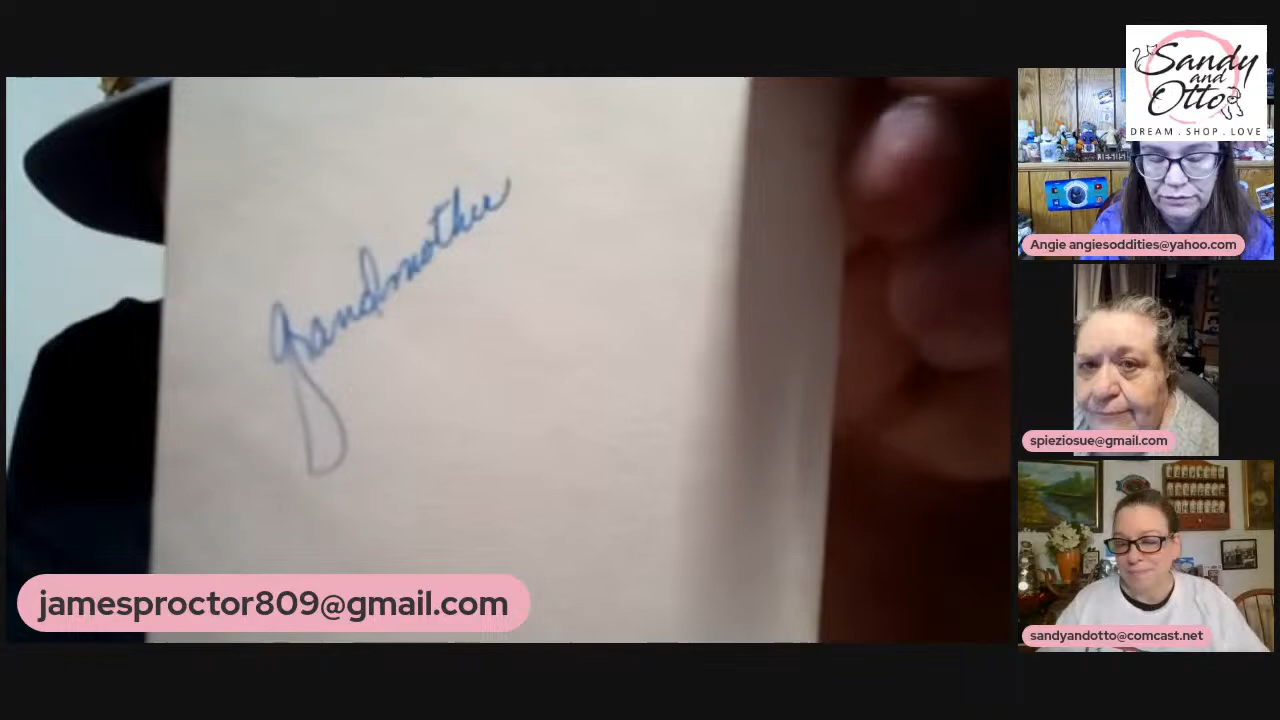 Grandmother
jamesproctor809@gmail.com
Sandy
and
Otto
DREAM . SHOP . LOVE
Angie angiesoddities@yahoo.com
spieziosue@gmail.com
sandyandotto@comcast.net